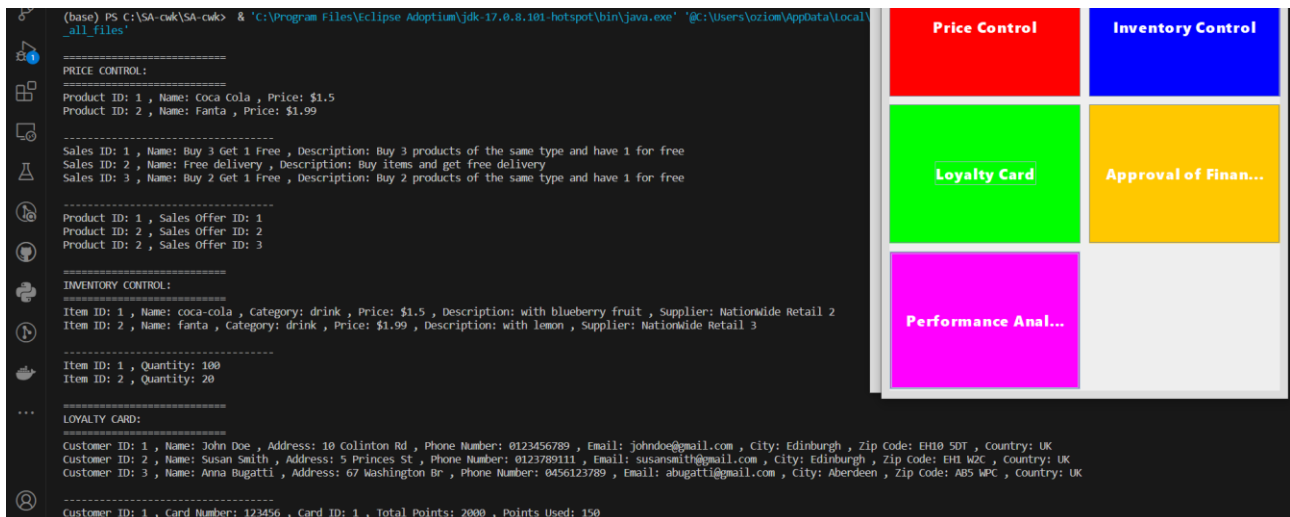 (base) PS C:\SA-cwk\SA-cwk> & 'C:\Program Files\Eclipse Adoptium\jdk-17.0.8.101-hotspot\bin\java.exe' '@C:\Users\oziom\AppData\Local\
_all_files'
===========================
PRICE CONTROL:
===========================
Product ID: 1 , Name: Coca Cola , Price: $1.5
Product ID: 2 , Name: Fanta , Price: $1.99
-----------------------------------
Sales ID: 1 , Name: Buy 3 Get 1 Free , Description: Buy 3 products of the same type and have 1 for free
Sales ID: 2 , Name: Free delivery , Description: Buy items and get free delivery
Sales ID: 3 , Name: Buy 2 Get 1 Free , Description: Buy 2 products of the same type and have 1 for free
-----------------------------------
Product ID: 1 , Sales Offer ID: 1
Product ID: 2 , Sales Offer ID: 2
Product ID: 2 , Sales Offer ID: 3
===========================
INVENTORY CONTROL:
===========================
Item ID: 1 , Name: coca-cola , Category: drink , Price: $1.5 , Description: with blueberry fruit , Supplier: NationWide Retail 2
Item ID: 2 , Name: fanta , Category: drink , Price: $1.99 , Description: with lemon , Supplier: NationWide Retail 3
-----------------------------------
Item ID: 1 , Quantity: 100
Item ID: 2 , Quantity: 20
===========================
LOYALTY CARD:
===========================
Customer ID: 1 , Name: John Doe , Address: 10 Colinton Rd , Phone Number: 0123456789 , Email: johndoe@gmail.com , City: Edinburgh , Zip Code: EH10 5DT , Country: UK
Customer ID: 2 , Name: Susan Smith , Address: 5 Princes St , Phone Number: 0123789111 , Email: susansmith@gmail.com , City: Edinburgh , Zip Code: EH1 W2C , Country: UK
Customer ID: 3 , Name: Anna Bugatti , Address: 67 Washington Br , Phone Number: 0456123789 , Email: abugatti@gmail.com , City: Aberdeen , Zip Code: AB5 WPC , Country: UK
-----------------------------------
Customer ID: 1 , Card Number: 123456 , Card ID: 1 , Total Points: 2000 , Points Used: 150
1
Price Control
Inventory Control
Loyalty Card
Approval of Finan...
Performance Anal...